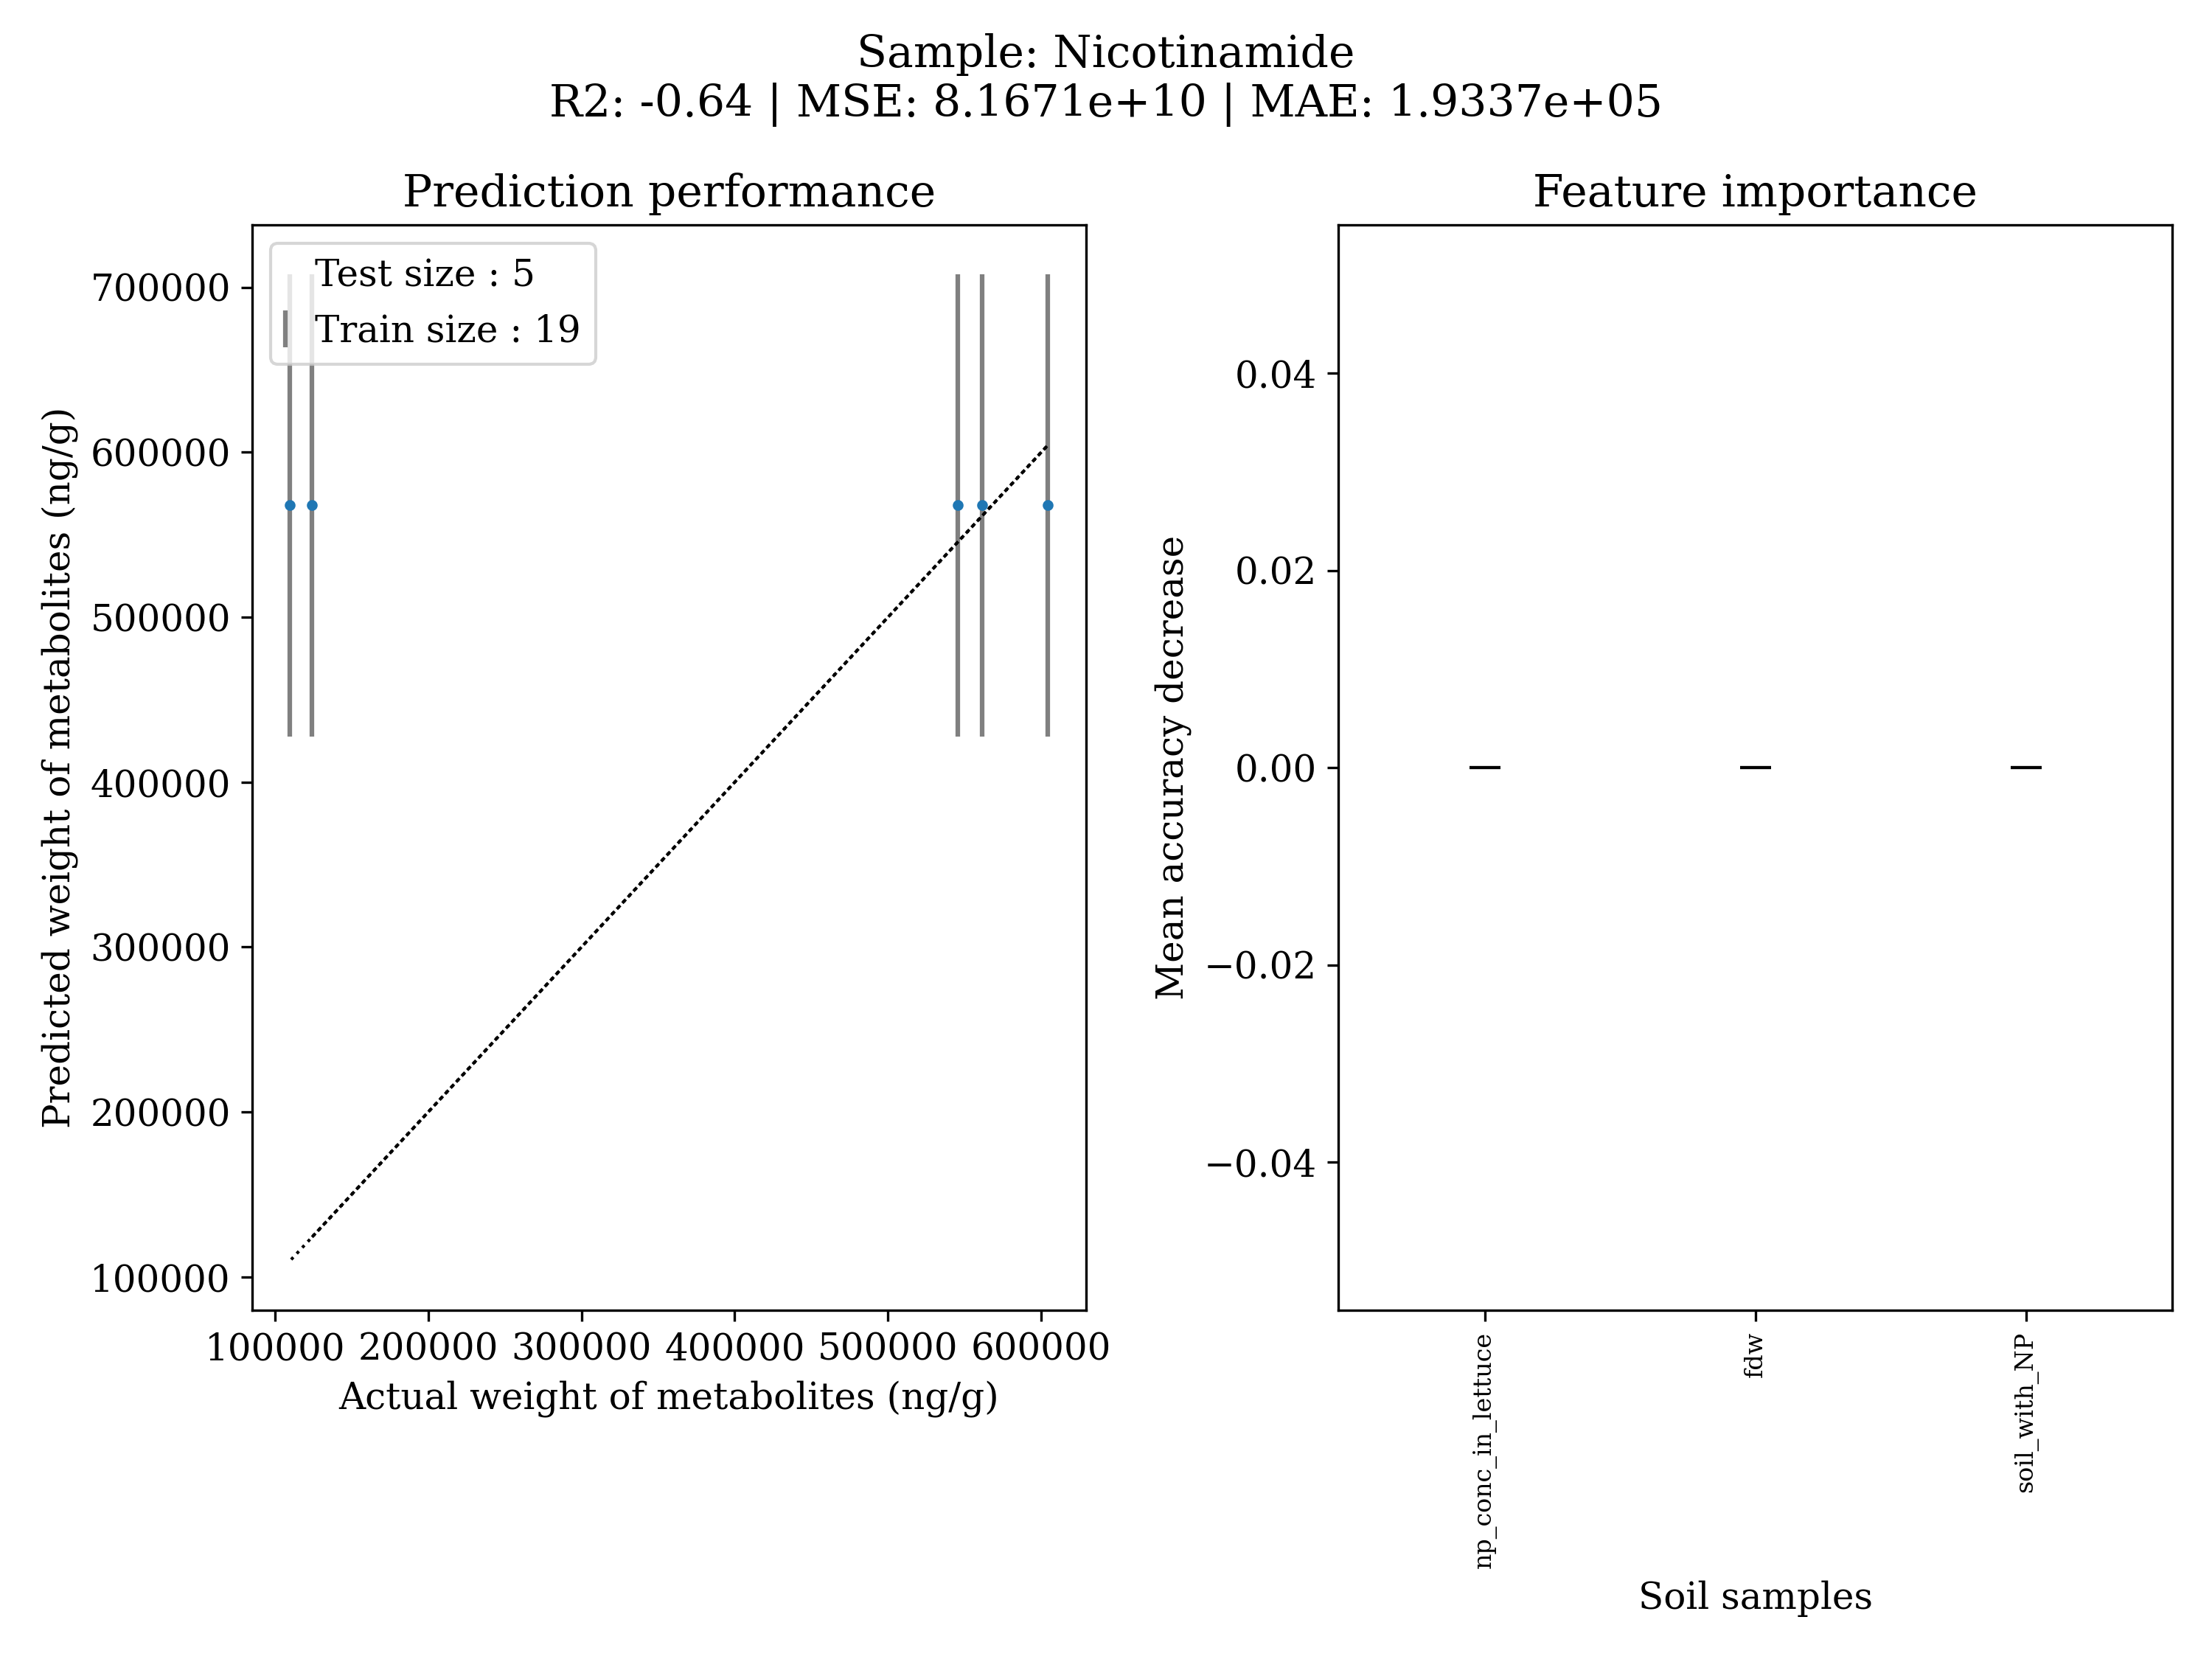 Sample: Nicotinamide
R2: -0.64 | MSE: 8.1671e+10 | MAE: 1.9337e+05
Prediction performance
Test size : 5
Train size : 19
700000
600000
500000
400000
300000
200000
100000
Predicted weight of metabolites (ng/g)
100000 200000 300000 400000 500000 600000
Actual weight of metabolites (ng/g)
Feature importance
0.04
0.02
0.00
−0.02
−0.04
Mean accuracy decrease
np_conc_in_lettuce
fdw
soil_with_NP
Soil samples